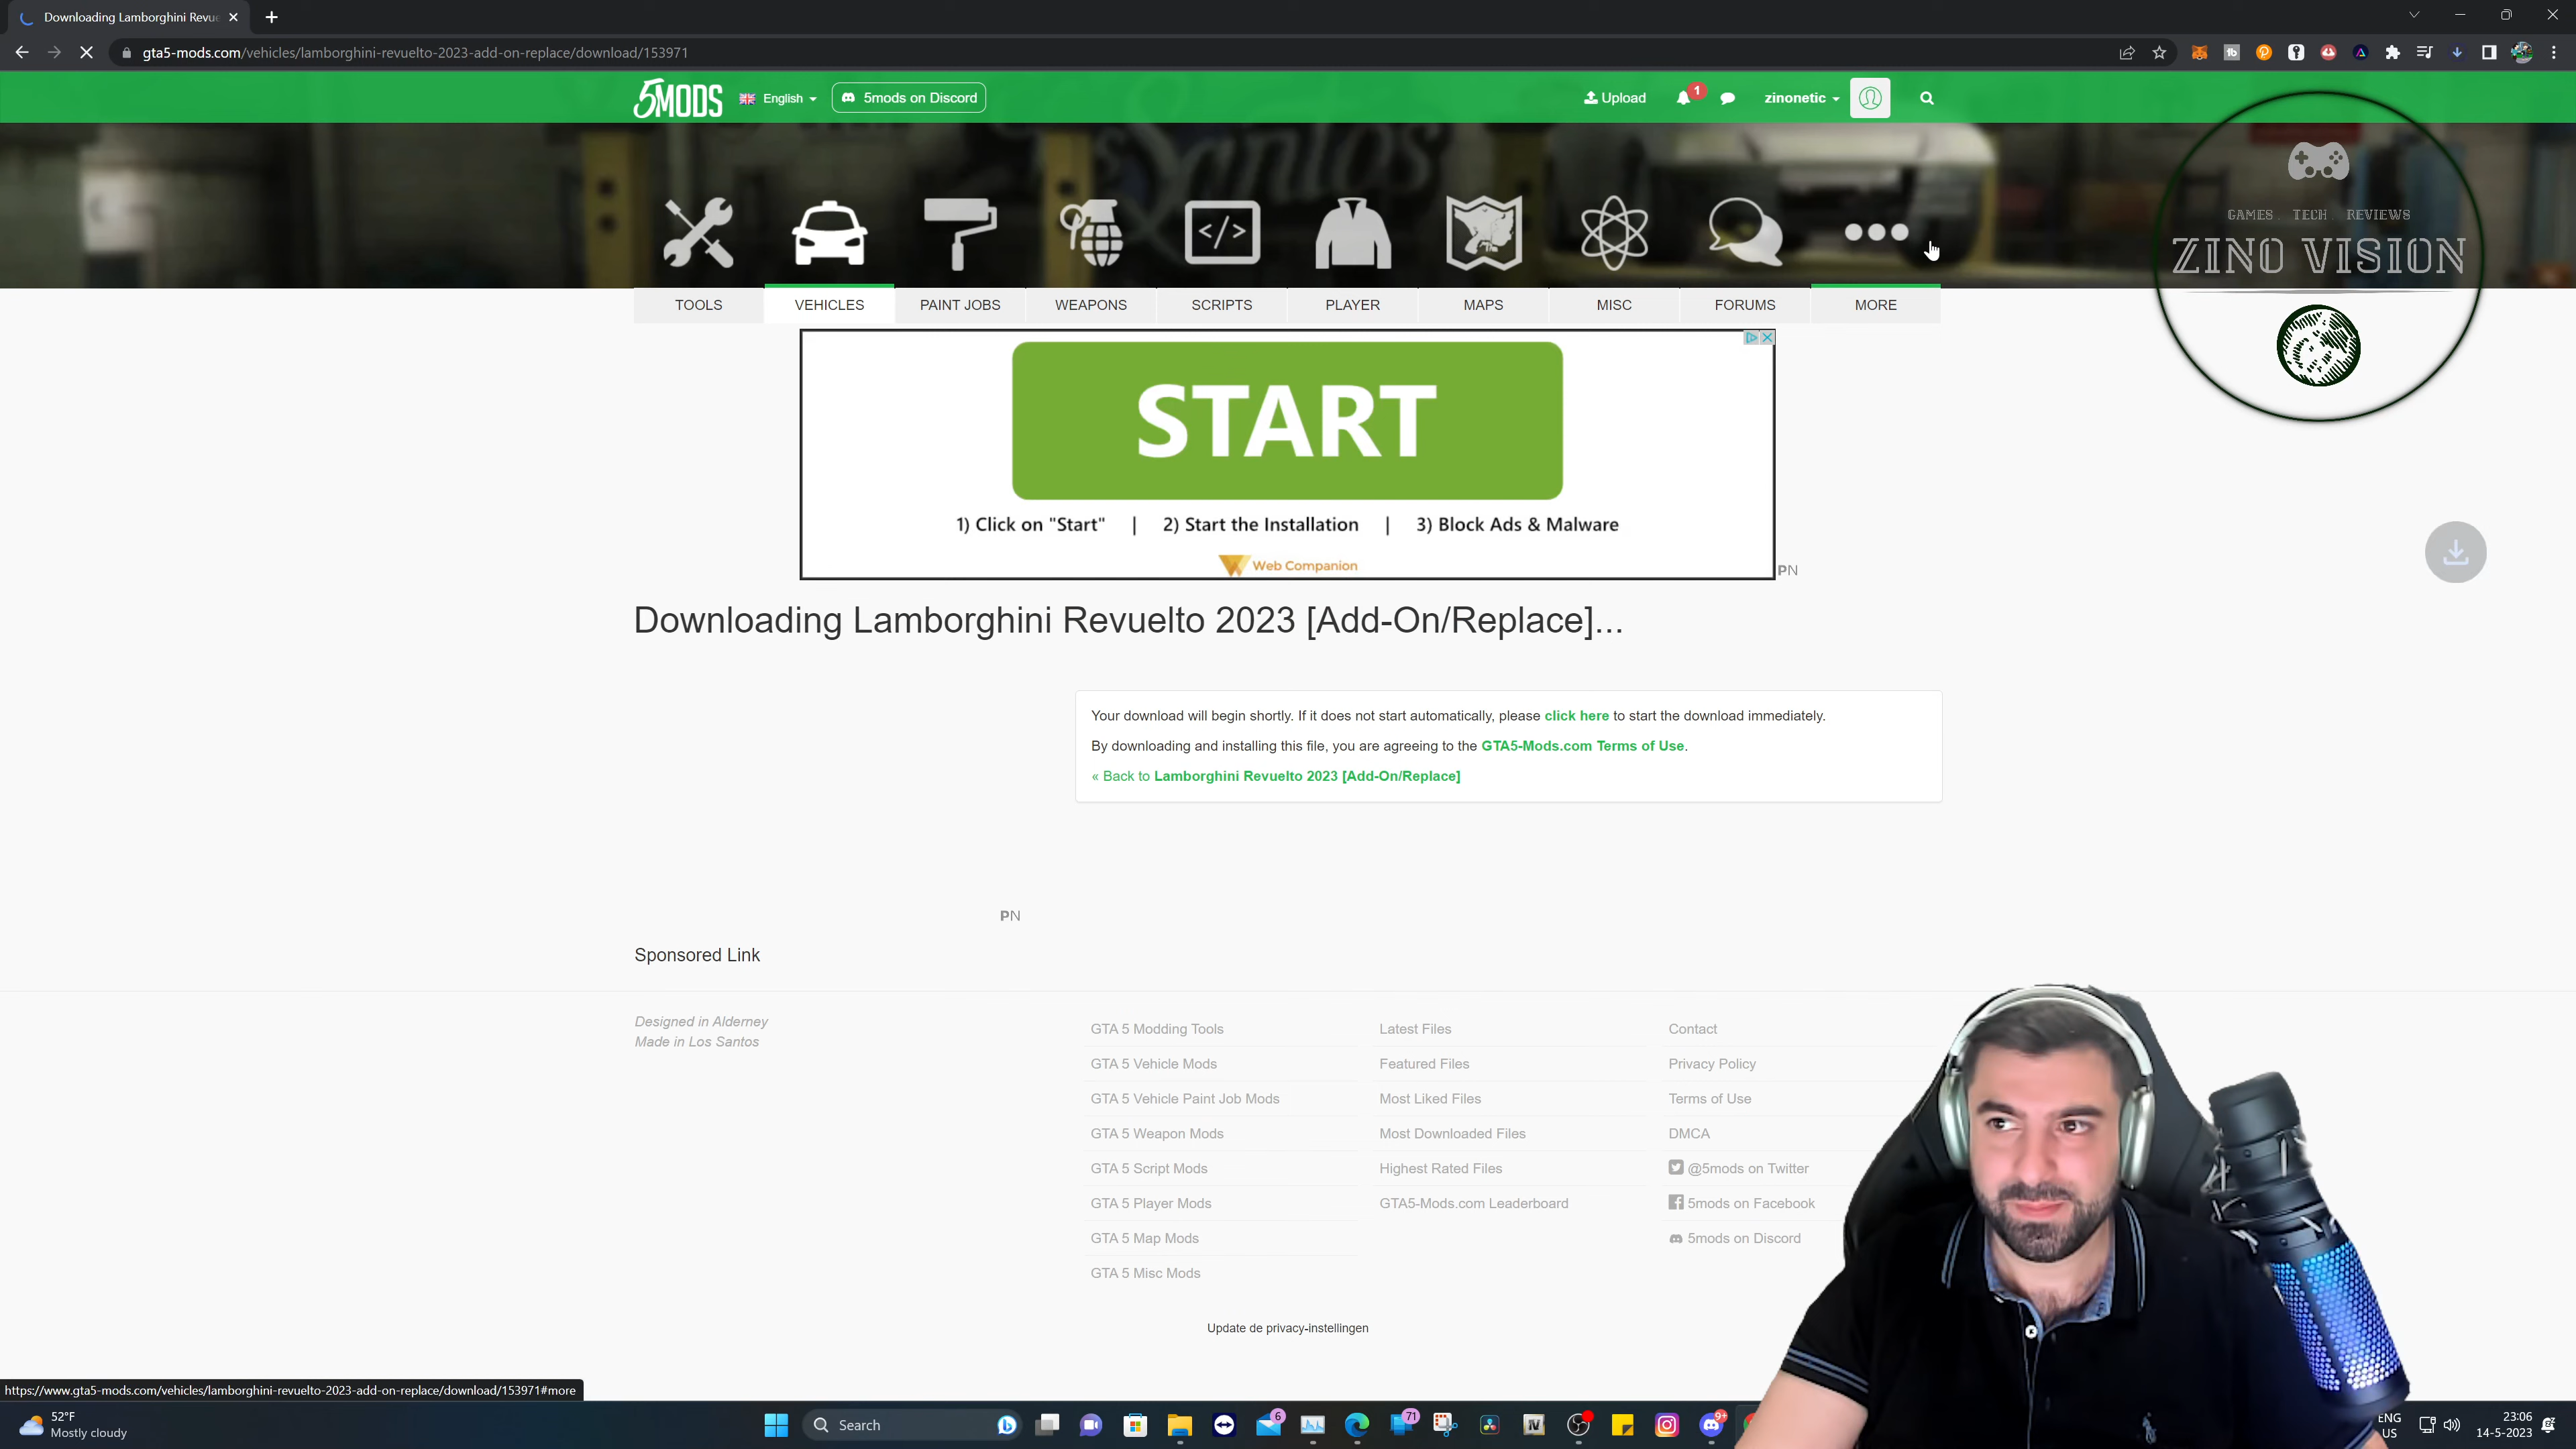 Downloading Lamborghini Revue
gta5-mods.com/vehicles/lamborghini-revuelto-2023-add-on-replace/download/153971
5MODS
English
5mods on Discord
Upload
1
zinonetic
GAMES TECH REVIEWS
ZINO VISION
TOOLS
VEHICLES
PAINT JOBS
WEAPONS
SCRIPTS
PLAYER
MAPS
MISC
FORUMS
MORE
START
1) Click on "Start" | 2) Start the Installation | 3) Block Ads & Malware
Web Companion
PN
Downloading Lamborghini Revuelto 2023 [Add-On/Replace]...
Your download will begin shortly. If it does not start automatically, please click here to start the download immediately.
By downloading and installing this file, you are agreeing to the GTA5-Mods.com Terms of Use.
« Back to Lamborghini Revuelto 2023 [Add-On/Replace]
PN
Sponsored Link
Designed in Alderney
Made in Los Santos
GTA 5 Modding Tools
GTA 5 Vehicle Mods
GTA 5 Vehicle Paint Job Mods
GTA 5 Weapon Mods
GTA 5 Script Mods
GTA 5 Player Mods
GTA 5 Map Mods
GTA 5 Misc Mods
Latest Files
Featured Files
Most Liked Files
Most Downloaded Files
Highest Rated Files
GTA5-Mods.com Leaderboard
Contact
Privacy Policy
Terms of Use
DMCA
@5mods on Twitter
5mods on Facebook
5mods on Discord
Update de privacy-instellingen
https://www.gta5-mods.com/vehicles/lamborghini-revuelto-2023-add-on-replace/download/153971#more
52°F
Mostly cloudy
Search
6
71
9+
ENG
US
23:06
14-5-2023